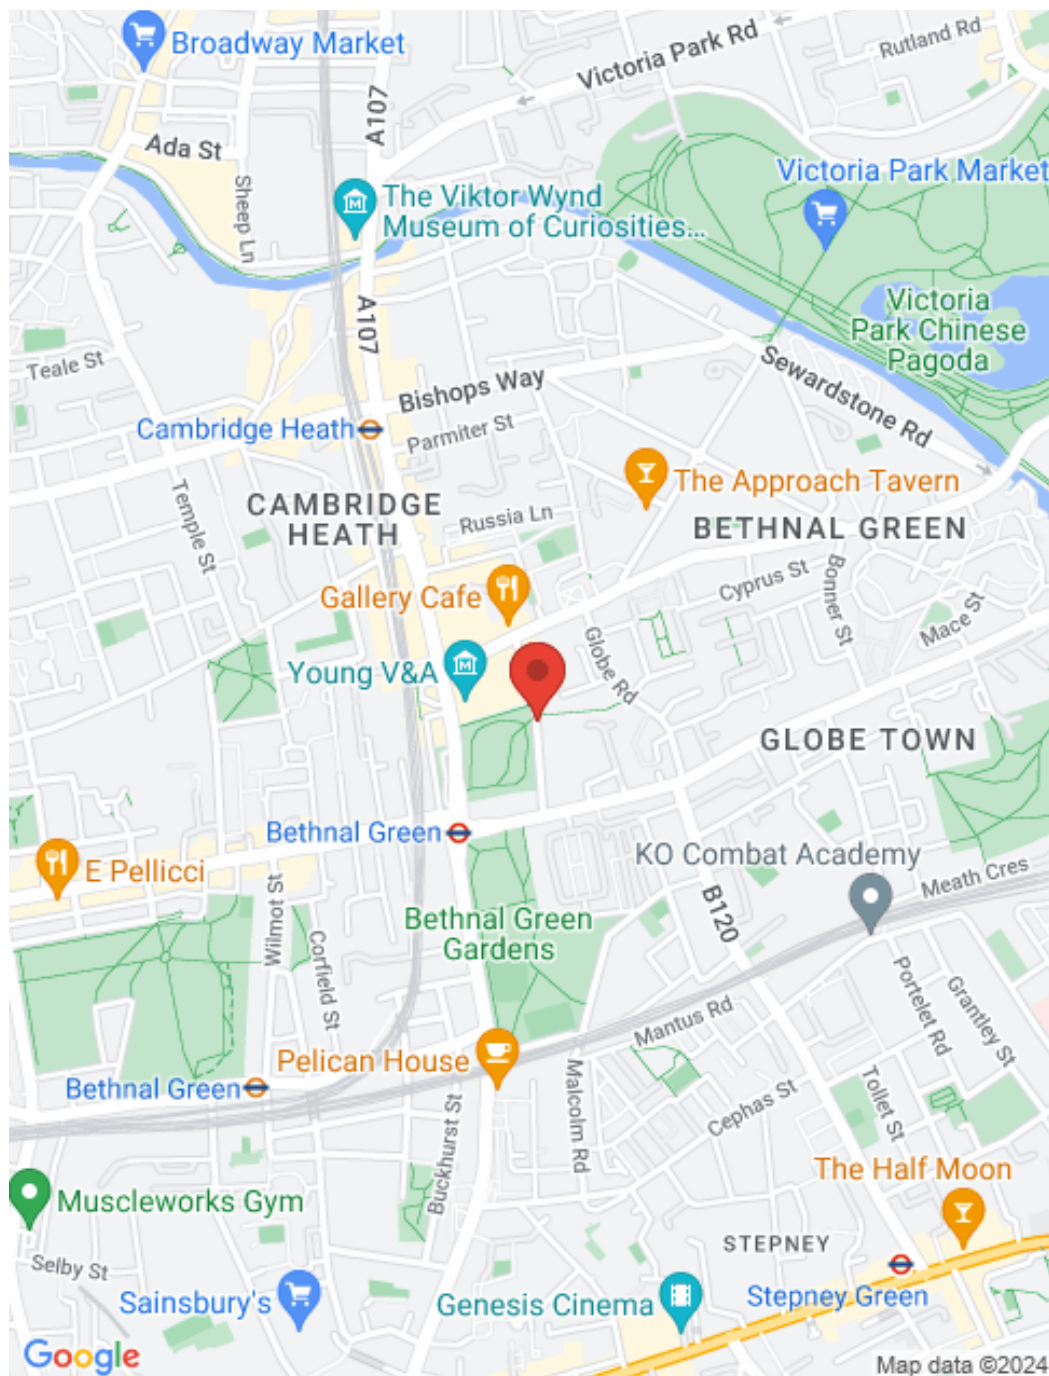 Broadway Market
Victoria Park Rd
Rutland Rd
A107
Ada St
Sheep Ln
The Viktor Wynd
Museum of Curiosities...
Victoria Park Market
A107
Victoria
Park Chinese
Pagoda
Teale St
Bishops Way
Sewardstone Rd
Cambridge Heath
Parmiter St
Temple St
The Approach Tavern
CAMBRIDGE
HEATH
Russia Ln
BETHNAL GREEN
Gallery Cafe
Cyprus St
Bonner St
Mace St
Globe Rd
Young V&A
GLOBE TOWN
Bethnal Green
KO Combat Academy
E Pellicci
Meath Cres
B120
Wilmot St
Corfield St
Bethnal Green
Gardens
Portelet Rd
Grantley St
Mantus Rd
Pelican House
Bethnal Green
Malcolm Rd
Tollet St
Cephas St
Buckhurst St
The Half Moon
Muscleworks Gym
STEPNEY
Selby St
Sainsbury's
Genesis Cinema
Stepney Green
Google
Map data ©2024